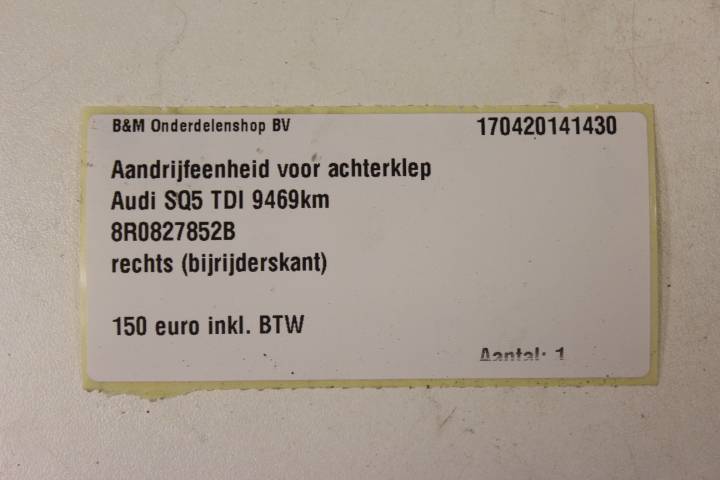 B&M Onderdelenshop BV 170420141430
Aandrijfeenheid voor achterklep
Audi SQ5 TDI 9469km
8R0827852B
rechts (bijrijderskant)
150 euro inkl. BTW
Aantal: 1